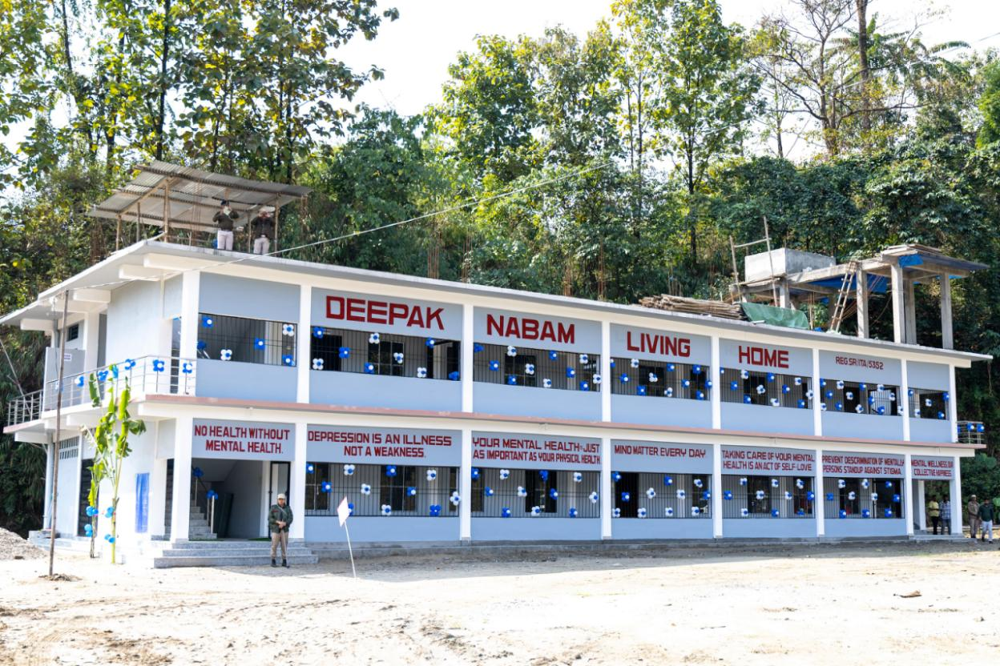 DEEPAK NABAM LIVING HOME
REG.SR/ITA/5352
NO HEALTH WITHOUT
MENTAL HEALTH.
DEPRESSION IS AN ILLNESS
NOT A WEAKNESS.
YOUR MENTAL HEALTH IS JUST
AS IMPORTANT AS YOUR PHYSICAL HEALTH.
MIND MATTER EVERY DAY
TAKING CARE OF YOUR MENTAL
HEALTH IS AN ACT OF SELF-LOVE
PREVENT DESCRIMINATION OF MENTALLY
PERSONS STANDUP AGAINST STIGMA.
MENTAL WELLNESS: OUR
COLLECTIVE HAPPINESS.